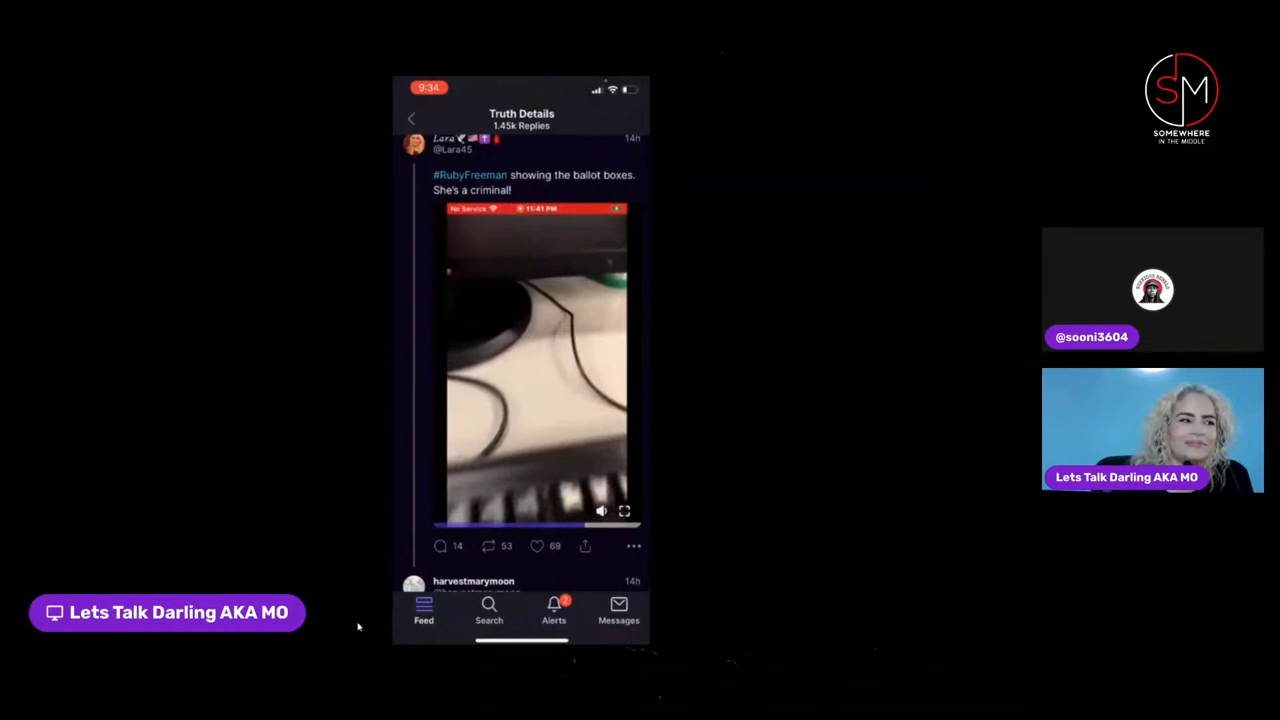 SM
SOMEWHERE
IN THE MIDDLE
9:34
Truth Details
1.45k Replies
Lara
14h
@Lara45
#RubyFreeman showing the ballot boxes.
She's a criminal!
No Service
11:41 PM
14
53
69
harvestmarymoon
14h
2
Feed
Search
Alerts
Messages
@sooni3604
Lets Talk Darling AKA MO
Lets Talk Darling AKA MO